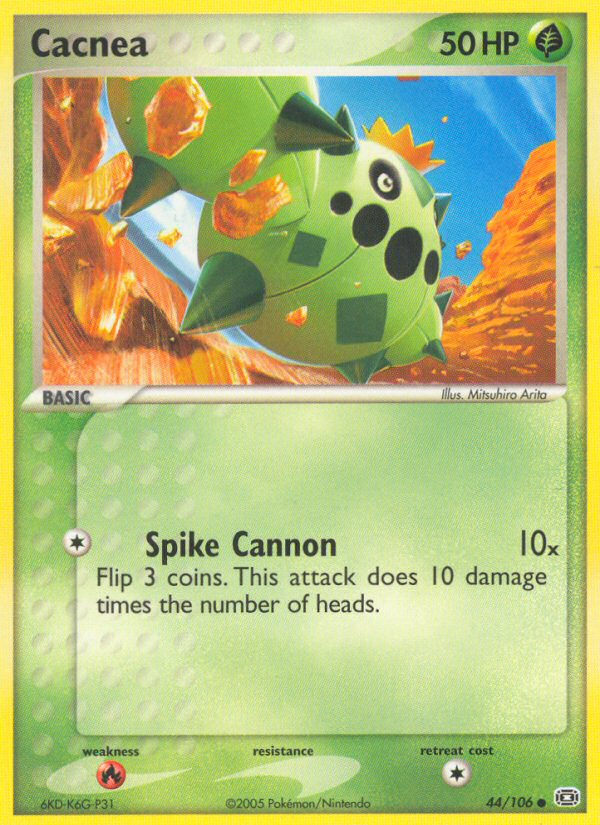 Cacnea 50 HP
BASIC
Illus. Mitsuhiro Arita
Spike Cannon 10x
Flip 3 coins. This attack does 10 damage
times the number of heads.
weakness resistance retreat cost
6KD-K6G-P31 ©2005 Pokémon/Nintendo 44/106